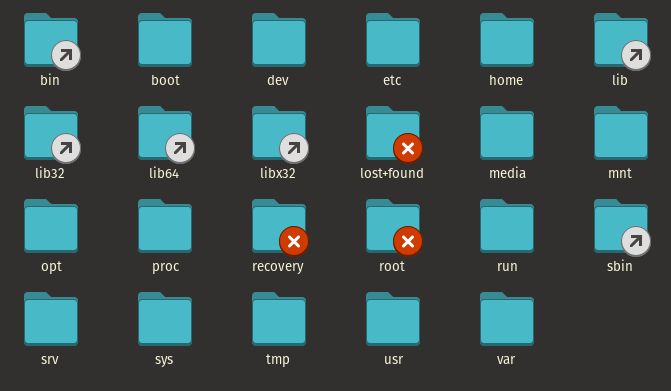 bin boot dev etc home lib
lib32 lib64 libx32 lost+found media mnt
opt proc recovery root run sbin
srv sys tmp usr var